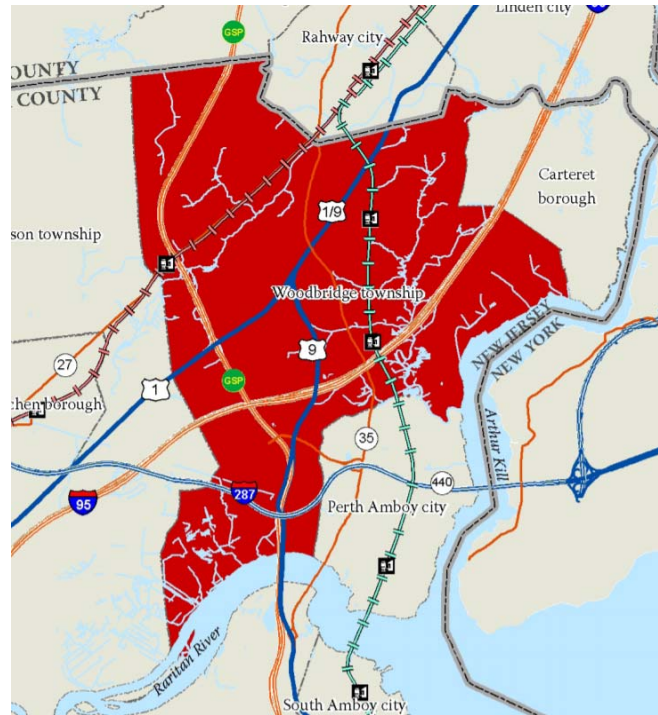 Linden city
GSP
Rahway city
OUNTY
COUNTY
Carteret
borough
1/9
son township
Woodbridge township
NEW JERSEY
NEW YORK
27
9
1
GSP
chen borough
35
Arthur Kill
440
287
95
Perth Amboy city
Raritan River
South Amboy city